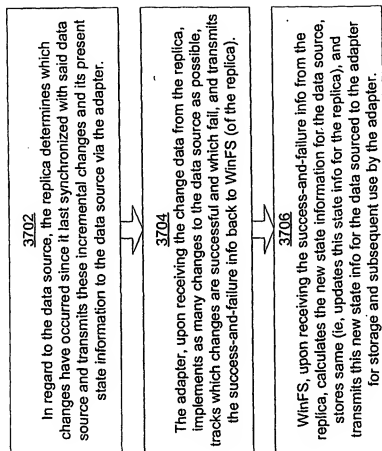 3702
In regard to the data source, the replica determines which
changes have occurred since it last synchronized with said data
source and transmits these incremental changes and its present
state information to the data source via the adapter.
3704
The adapter, upon receiving the change data from the replica,
implements as many changes to the data source as possible,
tracks which changes are successful and which fail, and transmits
the success-and-failure info back to WinFS (of the replica).
3706
WinFS, upon receiving the success-and-failure info from the
replica, calculates the new state information for the data source,
stores same (ie, updates this state info for the replica), and
transmits this new state info for the data sourced to the adapter
for storage and subsequent use by the adapter.